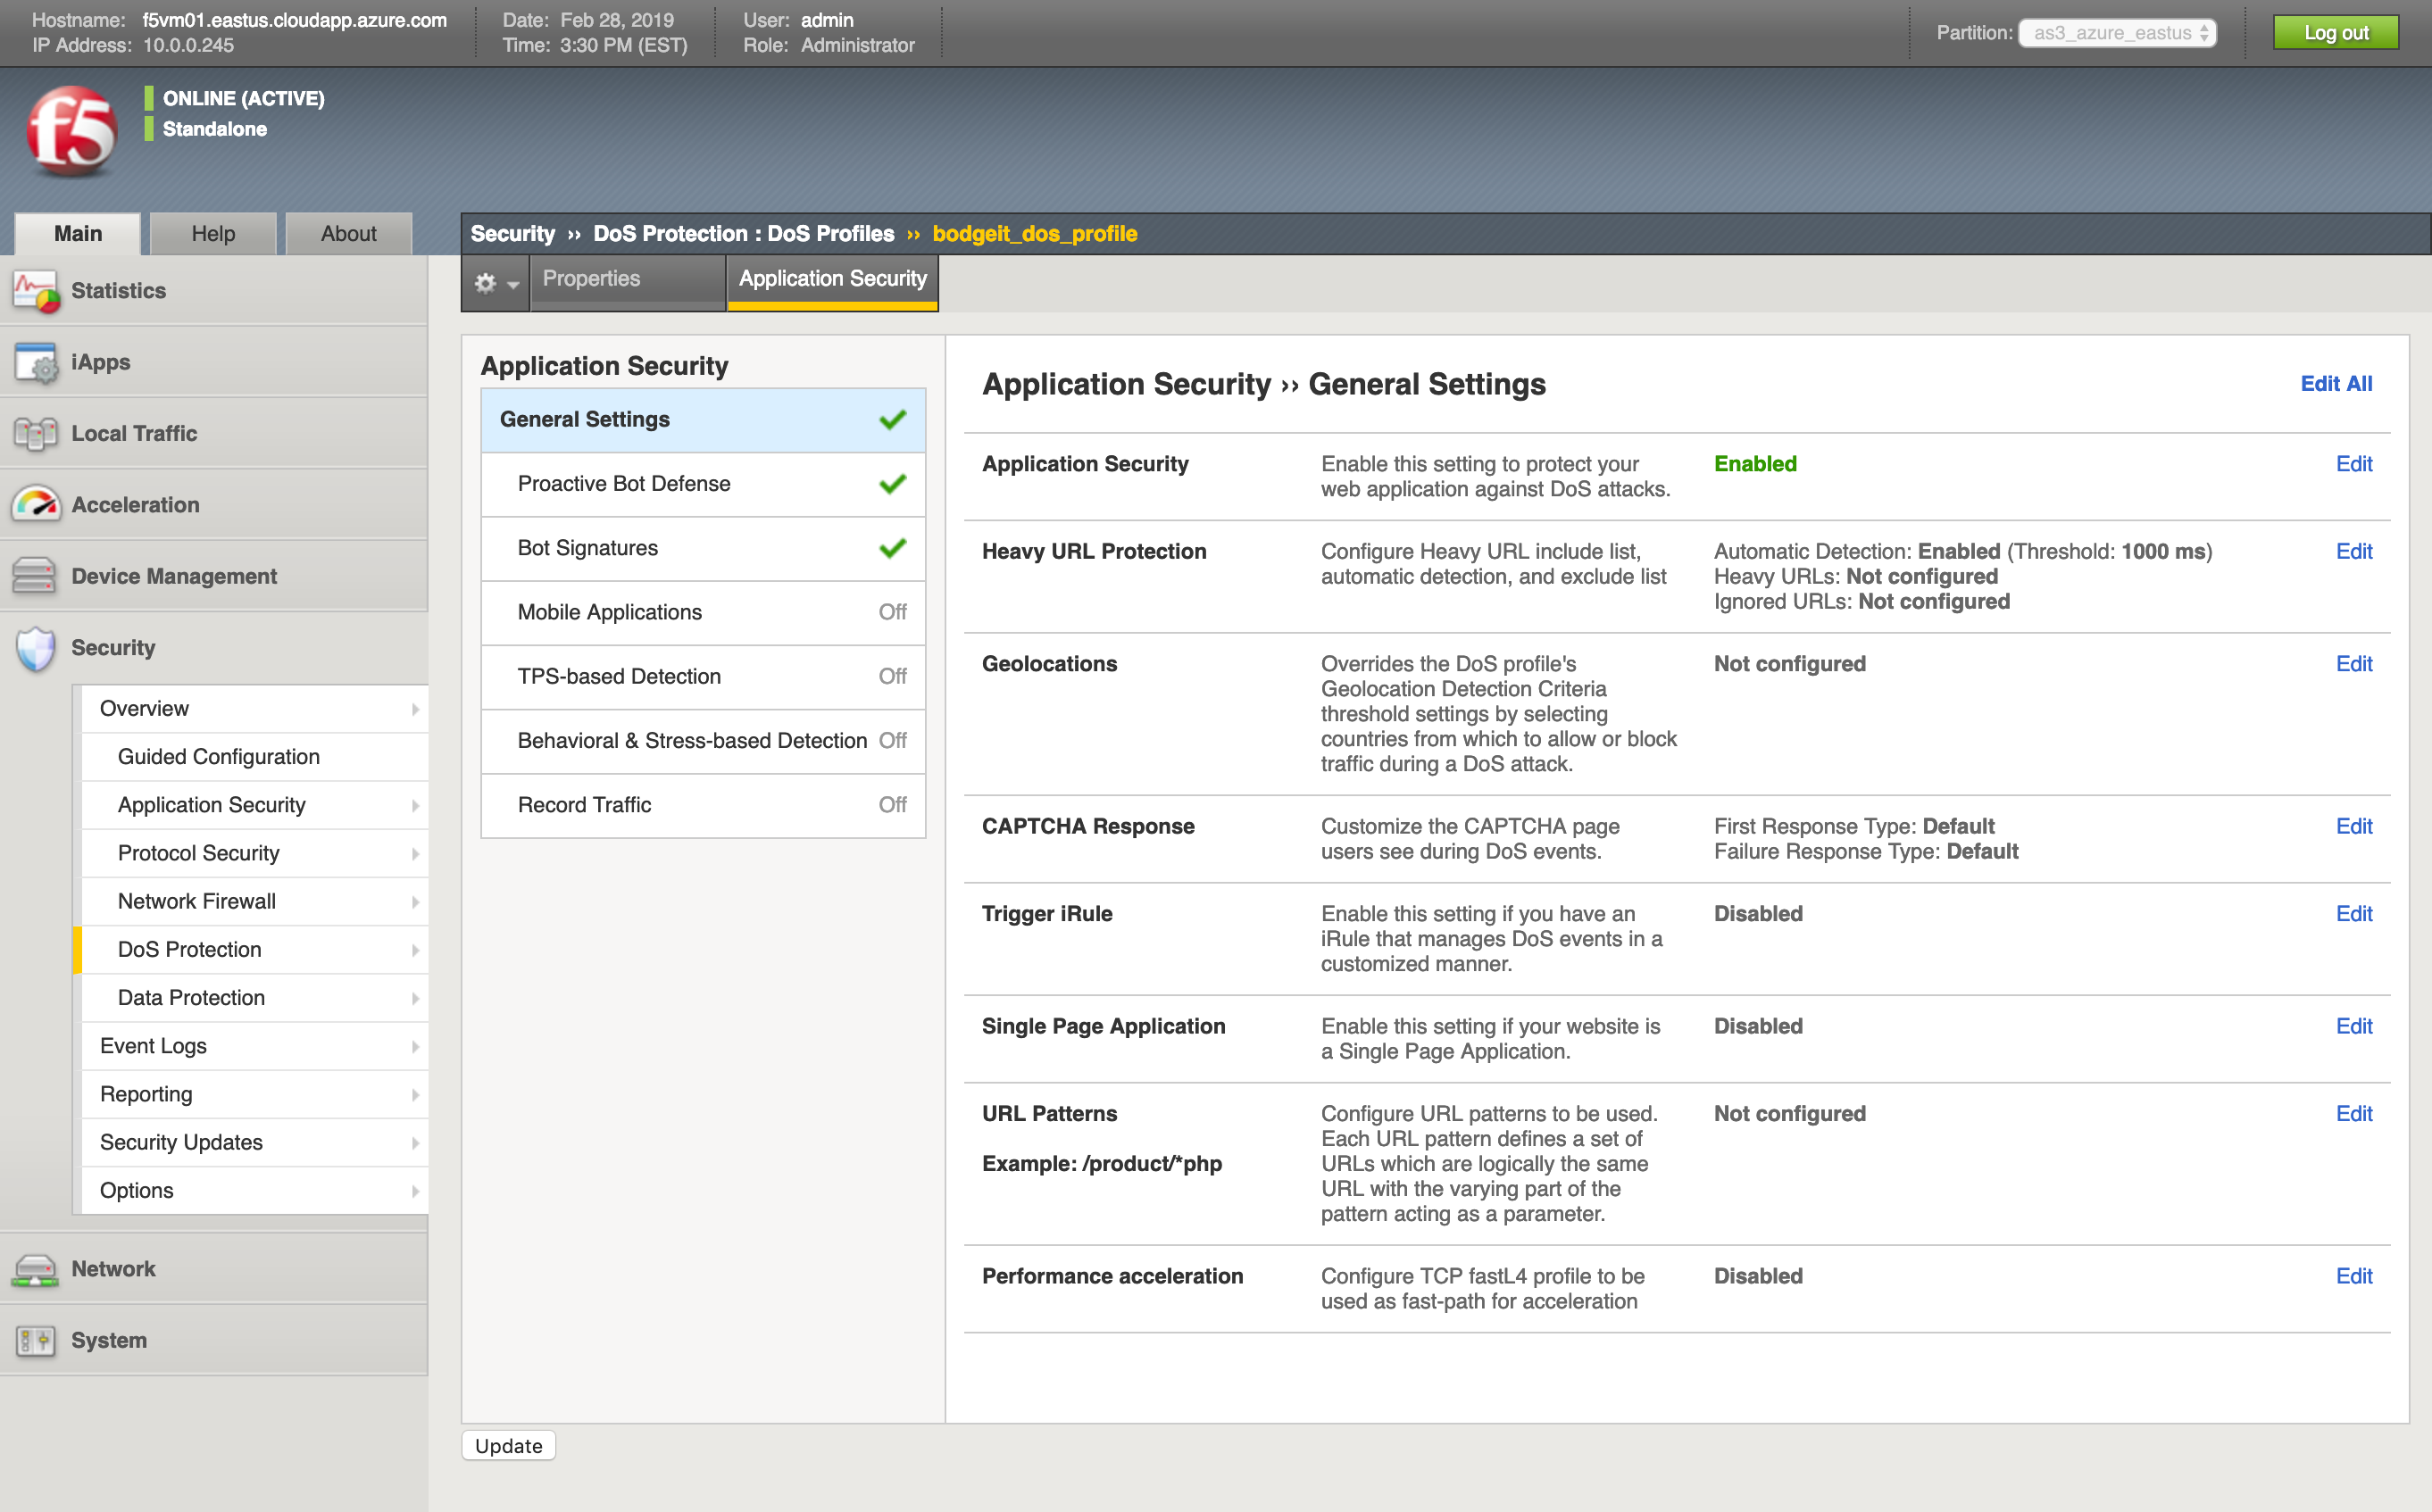 Hostname: f5vm01.eastus.cloudapp.azure.com
IP Address: 10.0.0.245
Date: Feb 28, 2019
Time: 3:30 PM (EST)
User: admin
Role: Administrator
Partition: as3_azure_eastus
Log out
f5
ONLINE (ACTIVE)
Standalone
Main
Help
About
Security ›› DoS Protection : DoS Profiles ›› bodgeit_dos_profile
Properties
Application Security
Statistics
iApps
Local Traffic
Acceleration
Device Management
Security
Overview
Guided Configuration
Application Security
Protocol Security
Network Firewall
DoS Protection
Data Protection
Event Logs
Reporting
Security Updates
Options
Network
System
Application Security
General Settings
Proactive Bot Defense
Bot Signatures
Mobile Applications Off
TPS-based Detection Off
Behavioral & Stress-based Detection Off
Record Traffic Off
Application Security ›› General Settings
Edit All
Application Security
Enable this setting to protect your
web application against DoS attacks.
Enabled
Edit
Heavy URL Protection
Configure Heavy URL include list,
automatic detection, and exclude list
Automatic Detection: Enabled (Threshold: 1000 ms)
Heavy URLs: Not configured
Ignored URLs: Not configured
Edit
Geolocations
Overrides the DoS profile's
Geolocation Detection Criteria
threshold settings by selecting
countries from which to allow or block
traffic during a DoS attack.
Not configured
Edit
CAPTCHA Response
Customize the CAPTCHA page
users see during DoS events.
First Response Type: Default
Failure Response Type: Default
Edit
Trigger iRule
Enable this setting if you have an
iRule that manages DoS events in a
customized manner.
Disabled
Edit
Single Page Application
Enable this setting if your website is
a Single Page Application.
Disabled
Edit
URL Patterns
Example: /product/*php
Configure URL patterns to be used.
Each URL pattern defines a set of
URLs which are logically the same
URL with the varying part of the
pattern acting as a parameter.
Not configured
Edit
Performance acceleration
Configure TCP fastL4 profile to be
used as fast-path for acceleration
Disabled
Edit
Update